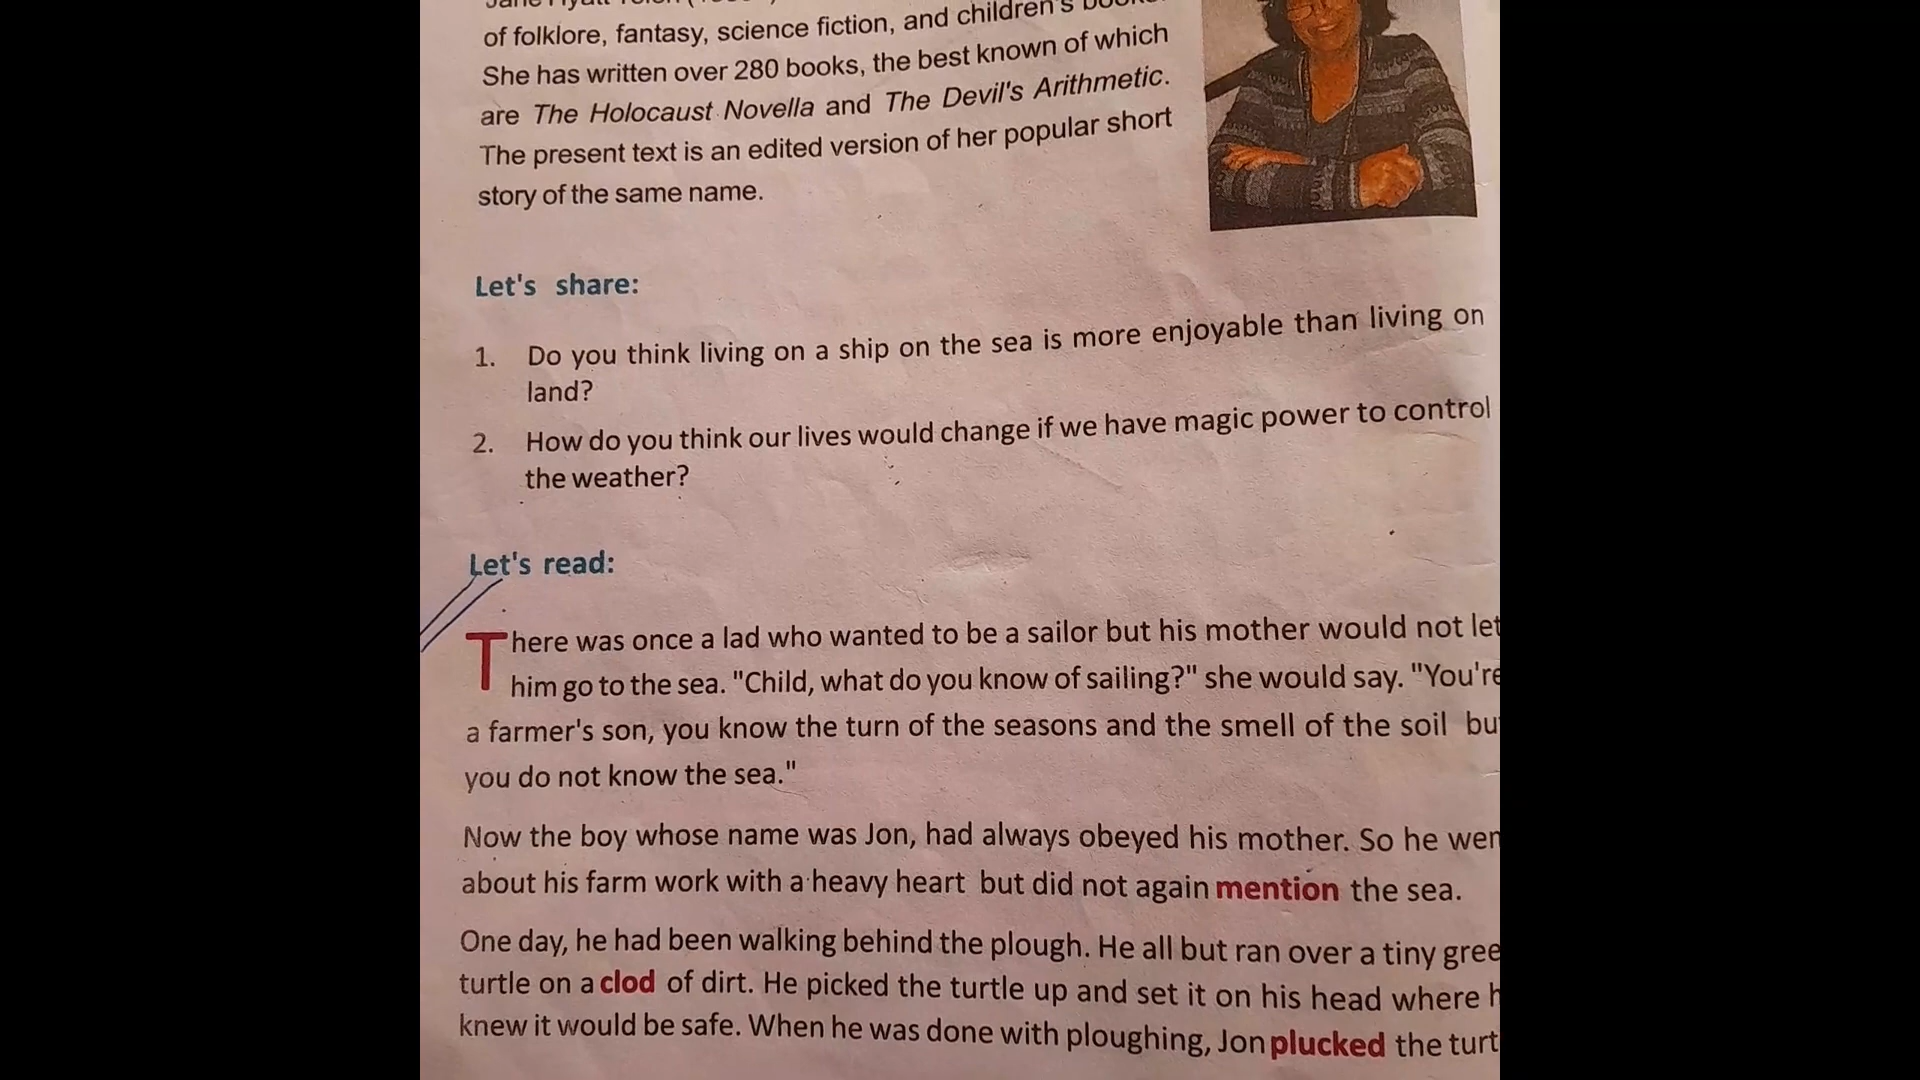 of folklore, fantasy, science fiction, and children's
She has written over 280 books, the best known of which
are The Holocaust Novella and The Devil's Arithmetic.
The present text is an edited version of her popular short
story of the same name.
Let's share:
1. Do you think living on a ship on the sea is more enjoyable than living on
land?
2. How do you think our lives would change if we have magic power to control
the weather?
Let's read:
There was once a lad who wanted to be a sailor but his mother would not let
him go to the sea. "Child, what do you know of sailing?" she would say. "You're
a farmer's son, you know the turn of the seasons and the smell of the soil
you do not know the sea."
Now the boy whose name was Jon, had always obeyed his mother. So he
about his farm work with a heavy heart but did not again mention the sea.
One day, he had been walking behind the plough. He all but ran over a tiny
turtle on a clod of dirt. He picked the turtle up and set it on his head where
knew it would be safe. When he was done with ploughing, Jon plucked the